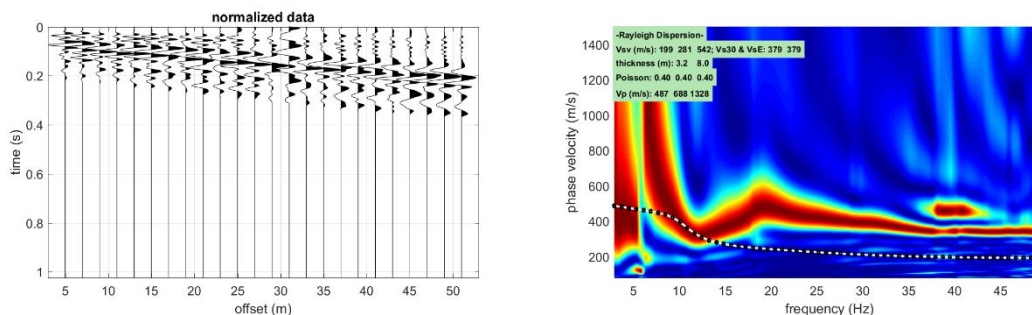 normalized data
0
0.2
0.4
0.6
0.8
1
time (s)
5 10 15 20 25 30 35 40 45 50
offset (m)
-Rayleigh Dispersion-
Vsv (m/s): 199 281 542; Vs30 & VsE: 379 379
thickness (m): 3.2 8.0
Poisson: 0.40 0.40 0.40
Vp (m/s): 487 688 1328
1400
1200
1000
800
600
400
200
phase velocity (m/s)
5 10 15 20 25 30 35 40 45
frequency (Hz)